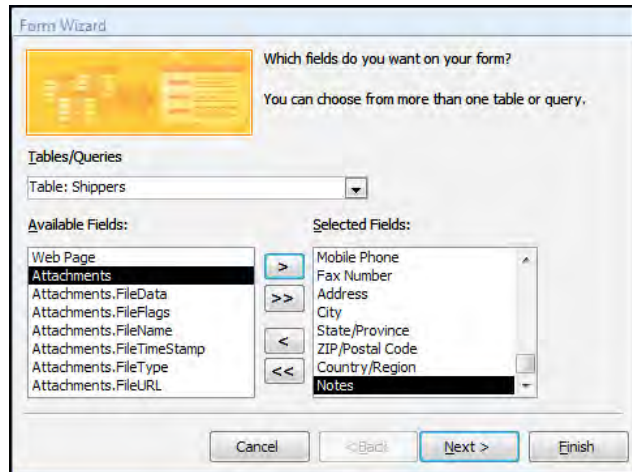 Form Wizard
Which fields do you want on your form?
You can choose from more than one table or query.
Tables/Queries
Table: Shippers
Available Fields:
Web Page
Attachments
Attachments.FileData
Attachments.FileFlags
Attachments.FileName
Attachments.FileTimeStamp
Attachments.FileType
Attachments.FileURL
>
>>
<
<<
Selected Fields:
Mobile Phone
Fax Number
Address
City
State/Province
ZIP/Postal Code
Country/Region
Notes
Cancel
< Back
Next >
Finish